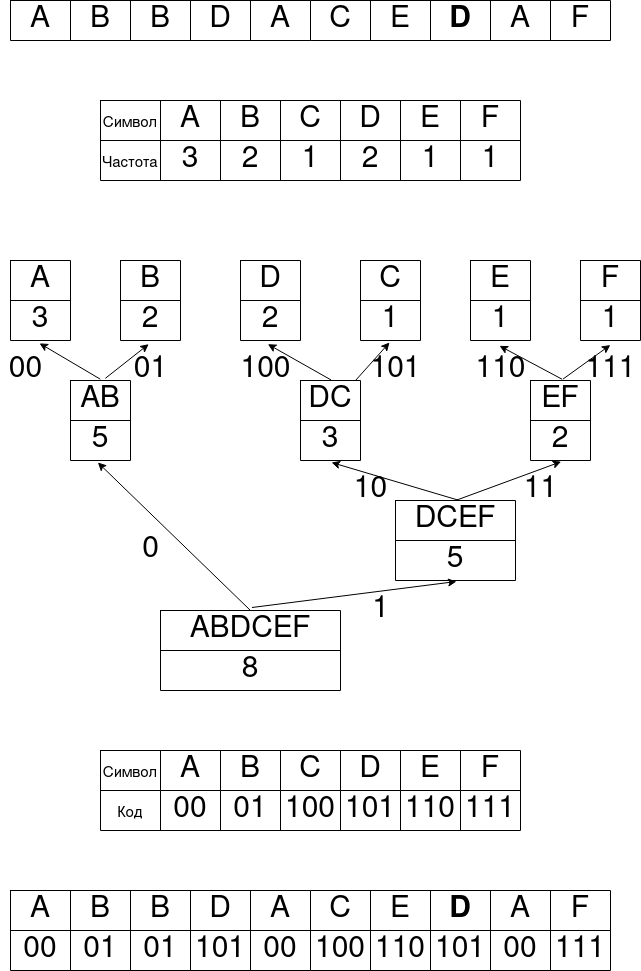 A B B D A C E D A F
Символ A B C D E F
Частота 3 2 1 2 1 1
A B D C E F
3 2 2 1 1 1
00 01 100 101 110 111
AB DC EF
5 3 2
10 11
DCEF
0 5
1
ABDCEF
8
Символ A B C D E F
Код 00 01 100 101 110 111
A B B D A C E D A F
00 01 01 101 00 100 110 101 00 111